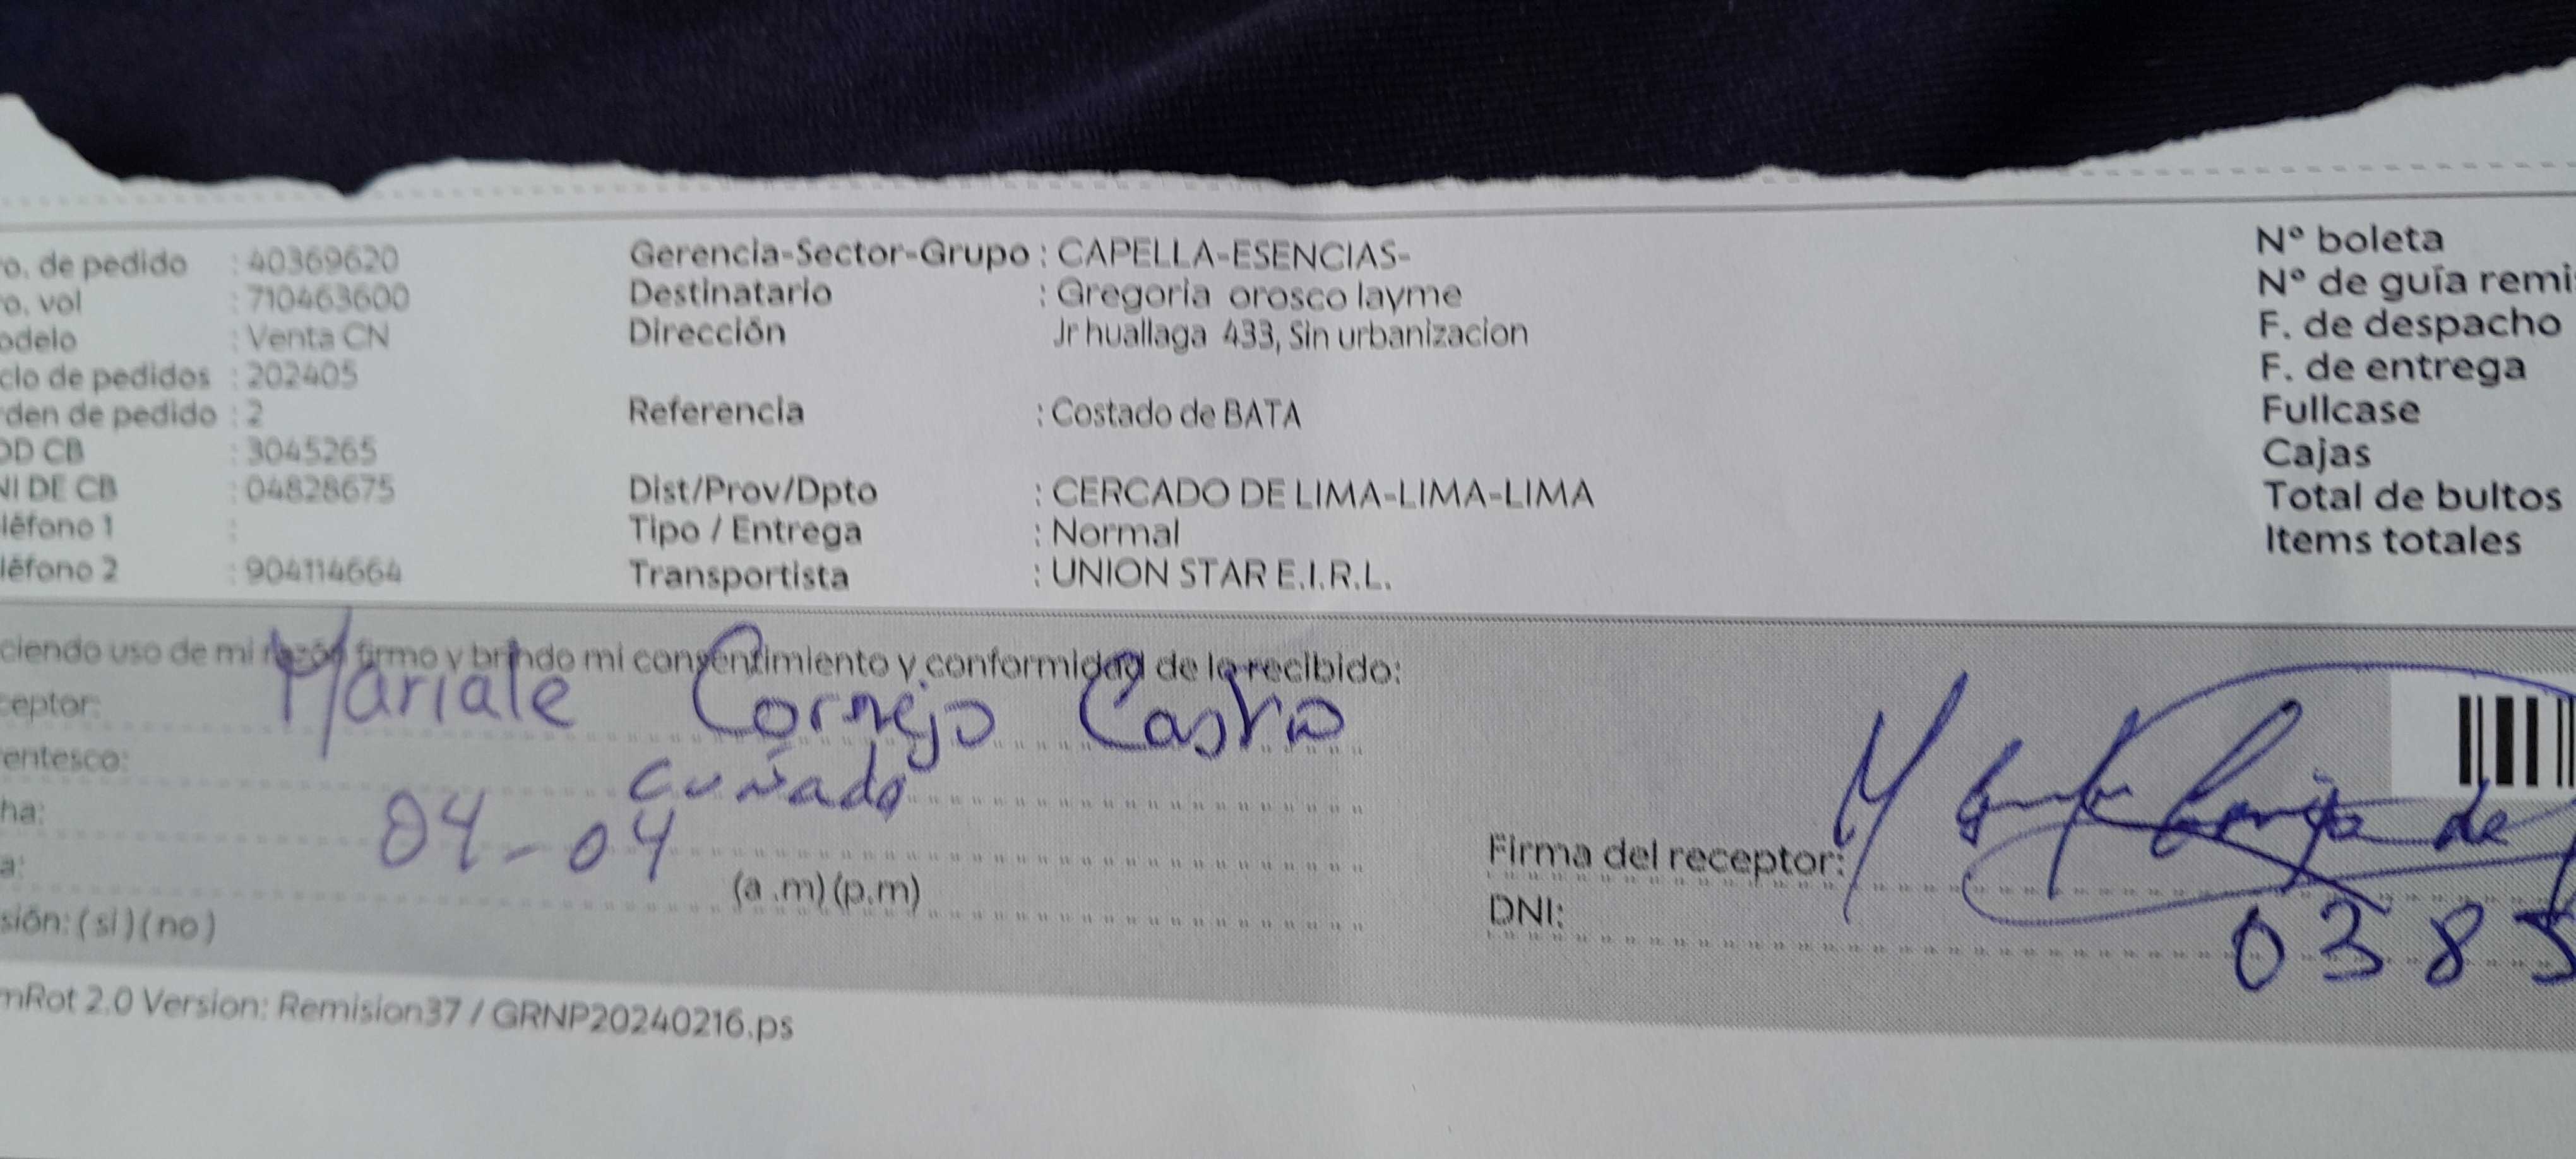 o. de pedido : 40369620
o. vol : 710463600
odelo : Venta CN
clo de pedidos : 202405
rden de pedido : 2
OD CB : 3045265
NI DE CB : 04828675
léfono 1 :
léfono 2 : 904114664
Gerencia-Sector-Grupo : CAPELLA-ESENCIAS-
Destinatario : Gregoria orosco layme
Dirección Jr huallaga 433, Sin urbanizacion
Referencia : Costado de BATA
Dist/Prov/Dpto : CERCADO DE LIMA-LIMA-LIMA
Tipo / Entrega : Normal
Transportista : UNION STAR E.I.R.L.
N° boleta
N° de guía remi
F. de despacho
F. de entrega
Fullcase
Cajas
Total de bultos
Items totales
ciendo uso de mi razón firmo y brindo mi consentimiento y conformidad de lo recibido:
ceptor: Mariale Cornejo Castro
entesco: cuñada
ha: 04-04
a: (a .m) (p.m)
sión: ( si ) ( no )
Firma del receptor:
DNI: 0385
mRot 2.0 Version: Remision37 / GRNP20240216.ps